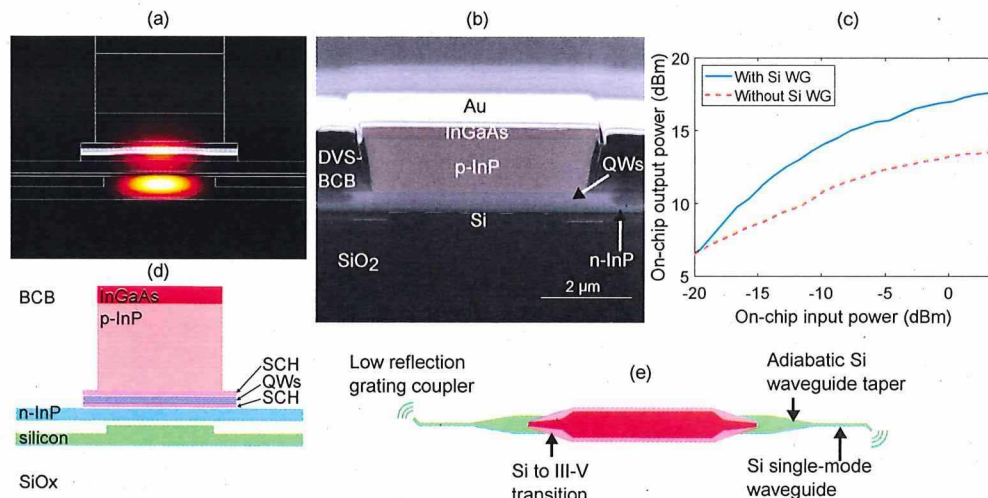 (a)
(b)
Au
InGaAs
DVS
BCB
p-InP
QWs
Si
SiO2
n-InP
2 μm
(c)
With Si WG
Without Si WG
On-chip output power (dBm)
20
15
10
5
-20
-15
-10
-5
0
On-chip input power (dBm)
(d)
BCB
InGaAs
p-InP
SCH
QWs
SCH
n-InP
silicon
SiOx
(e)
Low reflection
grating coupler
Adiabatic Si
waveguide taper
Si to III-V
transition
Si single-mode
waveguide